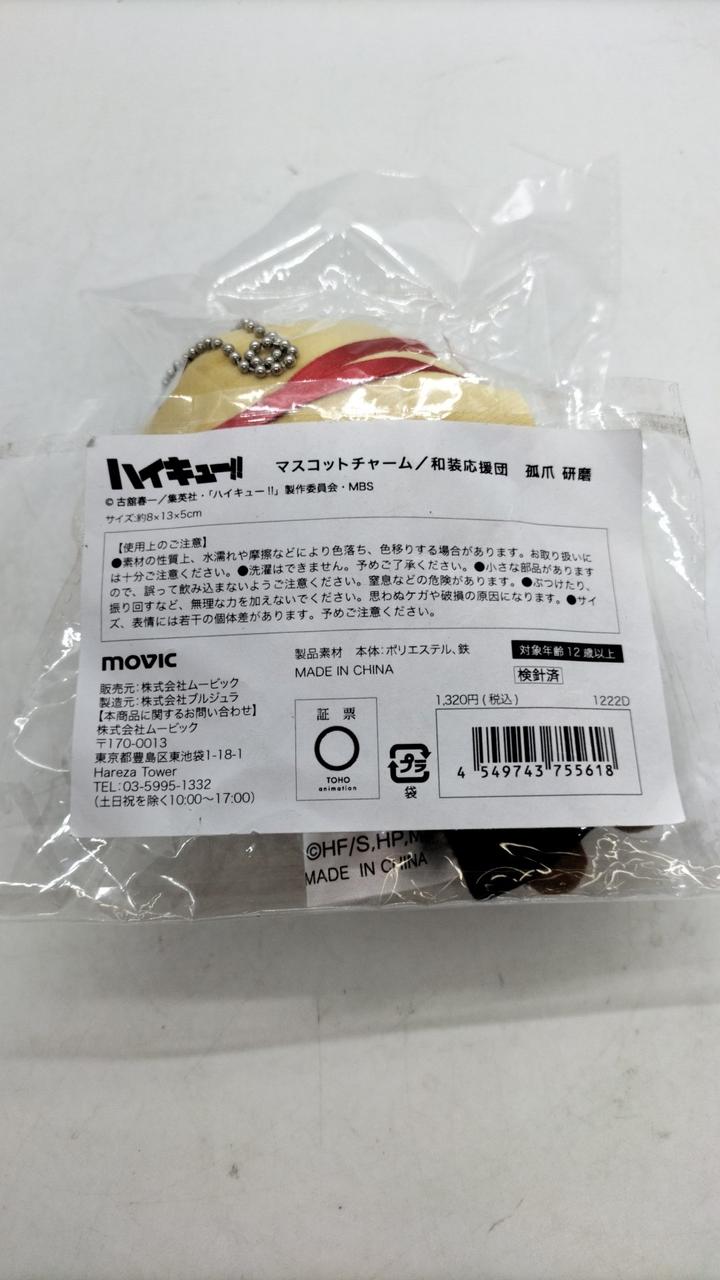 ハイキュー!! マスコットチャーム／和装応援団 孤爪 研磨
©古舘春一／集英社・「ハイキュー!!」製作委員会・MBS
サイズ:約8×13×5cm
【使用上のご注意】
●素材の性質上、水濡れや摩擦などにより色落ち、色移りする場合があります。お取り扱いに
は十分ご注意ください。●洗濯はできません。予めご了承ください。●小さな部品があります
ので、誤って飲み込まないようご注意ください。窒息などの危険があります。●ぶつけたり、
振り回すなど、無理な力を加えないでください。思わぬケガや破損の原因になります。●サイ
ズ、表情には若干の個体差があります。予めご注意ください。
movic
販売元:株式会社ムービック
製造元:株式会社プルジュラ
【本商品に関するお問い合わせ】
株式会社ムービック
〒170-0013
東京都豊島区東池袋1-18-1
Hareza Tower
TEL:03-5995-1332
(土日祝を除く10:00〜17:00)
製品素材 本体:ポリエステル、鉄
MADE IN CHINA
対象年齢12歳以上
検針済
1,320円(税込) 1222D
証 票
TOHO
animation
プラ
袋
4 549743 755618
©HF/S,HP,M
MADE IN CHINA